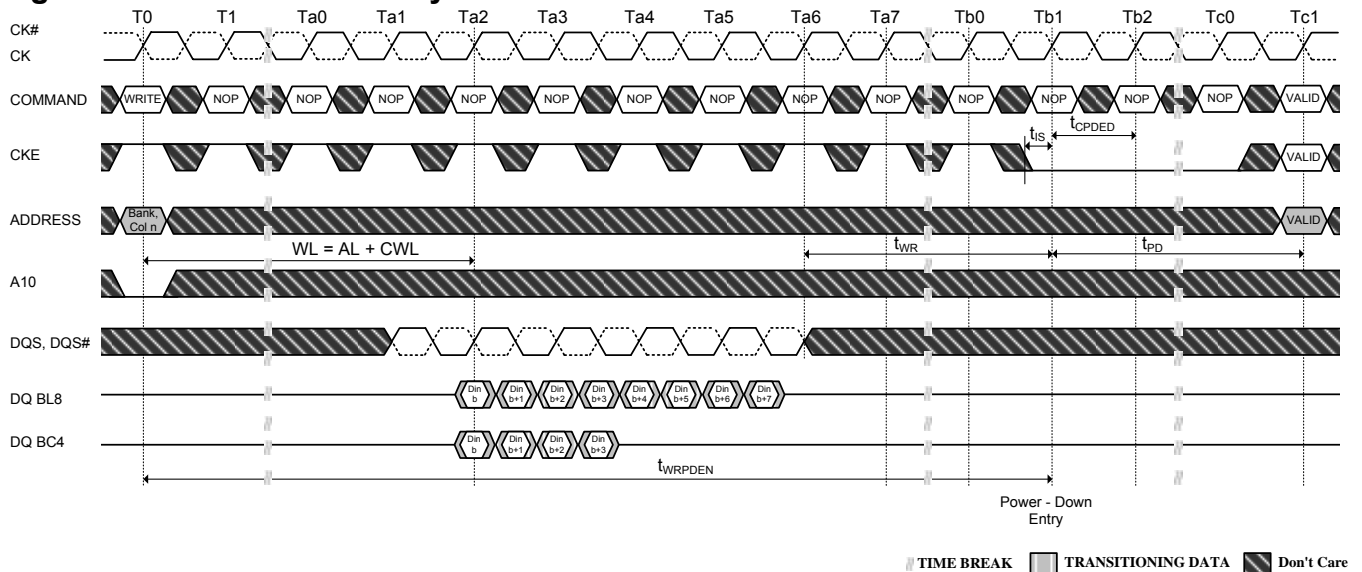 T0 T1 Ta0 Ta1 Ta2 Ta3 Ta4 Ta5 Ta6 Ta7 Tb0 Tb1 Tb2 Tc0 Tc1
CK#
CK
COMMAND WRITE NOP NOP NOP NOP NOP NOP NOP NOP NOP NOP NOP NOP NOP VALID
tIS tCPDED
CKE VALID
ADDRESS Bank, Col n VALID
WL = AL + CWL tWR tPD
A10
DQS, DQS#
DQ BL8 Din b Din b+1 Din b+2 Din b+3 Din b+4 Din b+5 Din b+6 Din b+7
DQ BC4 Din b Din b+1 Din b+2 Din b+3
tWRPDEN
Power - Down
Entry
TIME BREAK TRANSITIONING DATA Don't Care